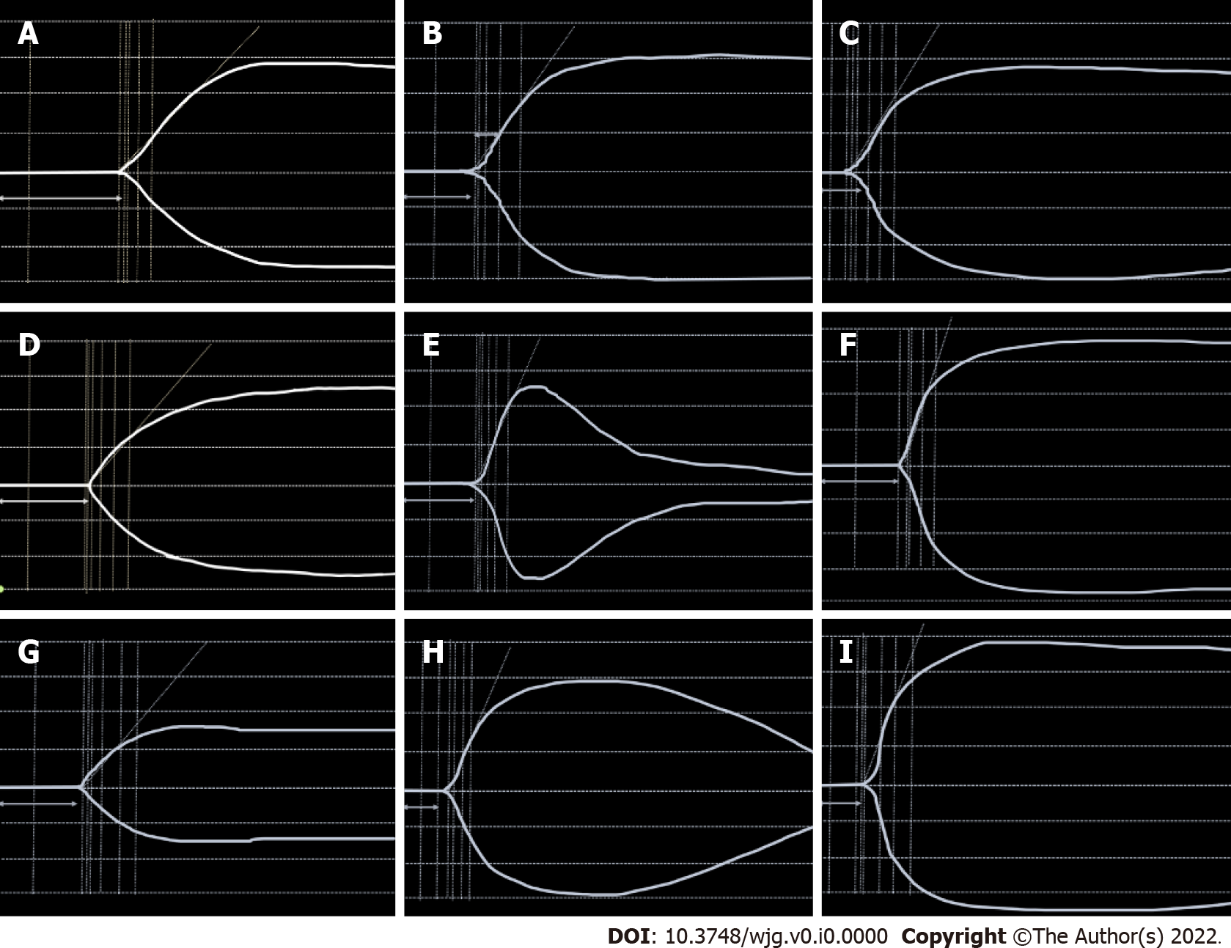 A
B
C
D
E
F
G
H
I
DOI: 10.3748/wjg.v0.i0.0000 Copyright ©The Author(s) 2022.